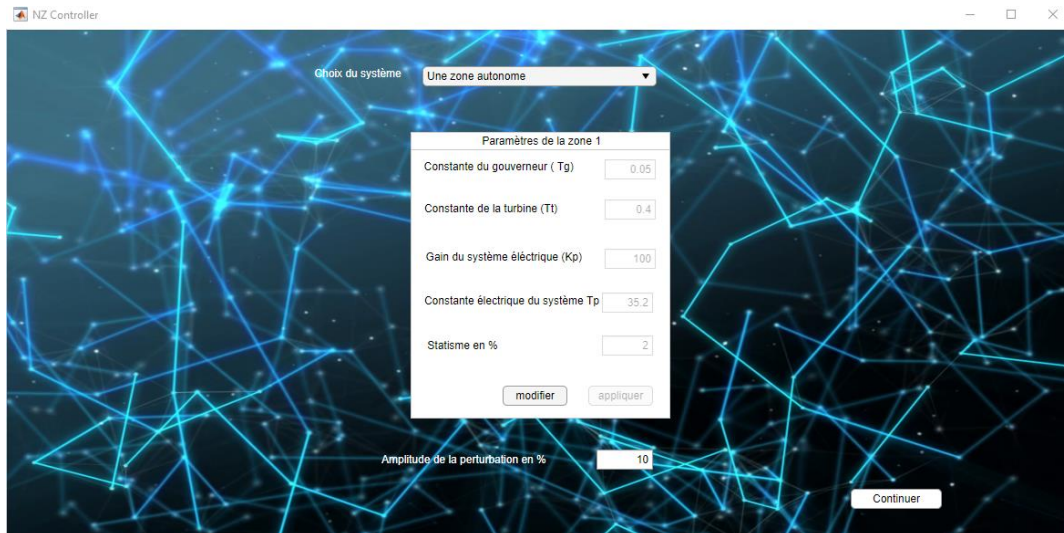 NZ Controller
Choix du système Une zone autonome
Paramètres de la zone 1
Constante du gouverneur ( Tg) 0.05
Constante de la turbine (Tt) 0.4
Gain du système éléctrique (Kp) 100
Constante électrique du système Tp 35.2
Statisme en % 2
modifier appliquer
Amplitude de la perturbation en % 10
Continuer